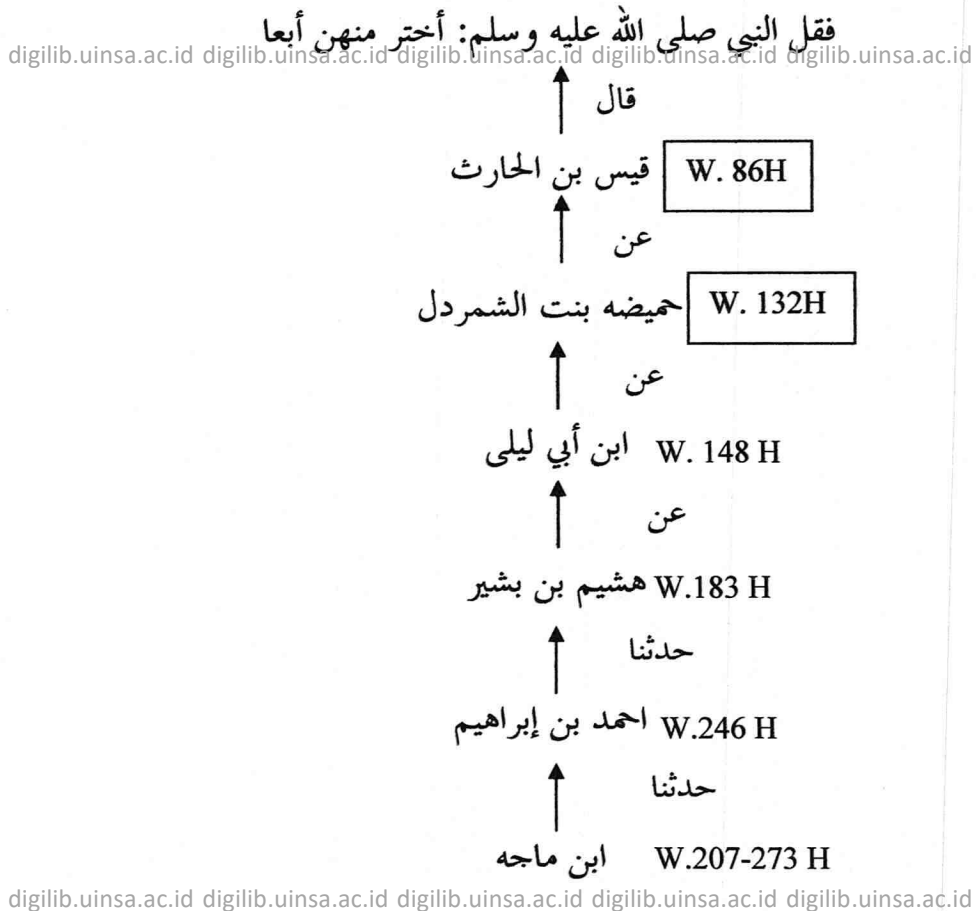 فقل النبي صلى الله عليه وسلم: أختر منهن أبعا
digilib.uinsa.ac.id digilib.uinsa.ac.id digilib.uinsa.ac.id digilib.uinsa.ac.id digilib.uinsa.ac.id
قال
قيس بن الحارث W. 86H
عن
حميضه بنت الشمردل W. 132H
عن
ابن أبي ليلى W. 148 H
عن
هشيم بن بشير W.183 H
حدثنا
احمد بن إبراهيم W.246 H
حدثنا
ابن ماجه W.207-273 H
digilib.uinsa.ac.id digilib.uinsa.ac.id digilib.uinsa.ac.id digilib.uinsa.ac.id digilib.uinsa.ac.id